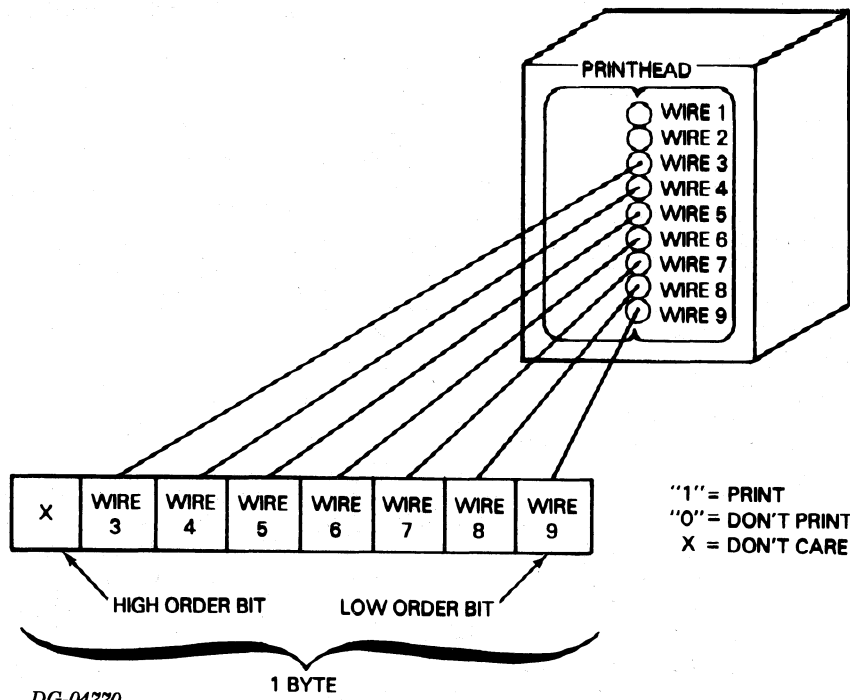 PRINTHEAD
WIRE 1
WIRE 2
WIRE 3
WIRE 4
WIRE 5
WIRE 6
WIRE 7
WIRE 8
WIRE 9
X
WIRE 3
WIRE 4
WIRE 5
WIRE 6
WIRE 7
WIRE 8
WIRE 9
"1" = PRINT
"0" = DON'T PRINT
X = DON'T CARE
HIGH ORDER BIT
LOW ORDER BIT
1 BYTE
DG-04770